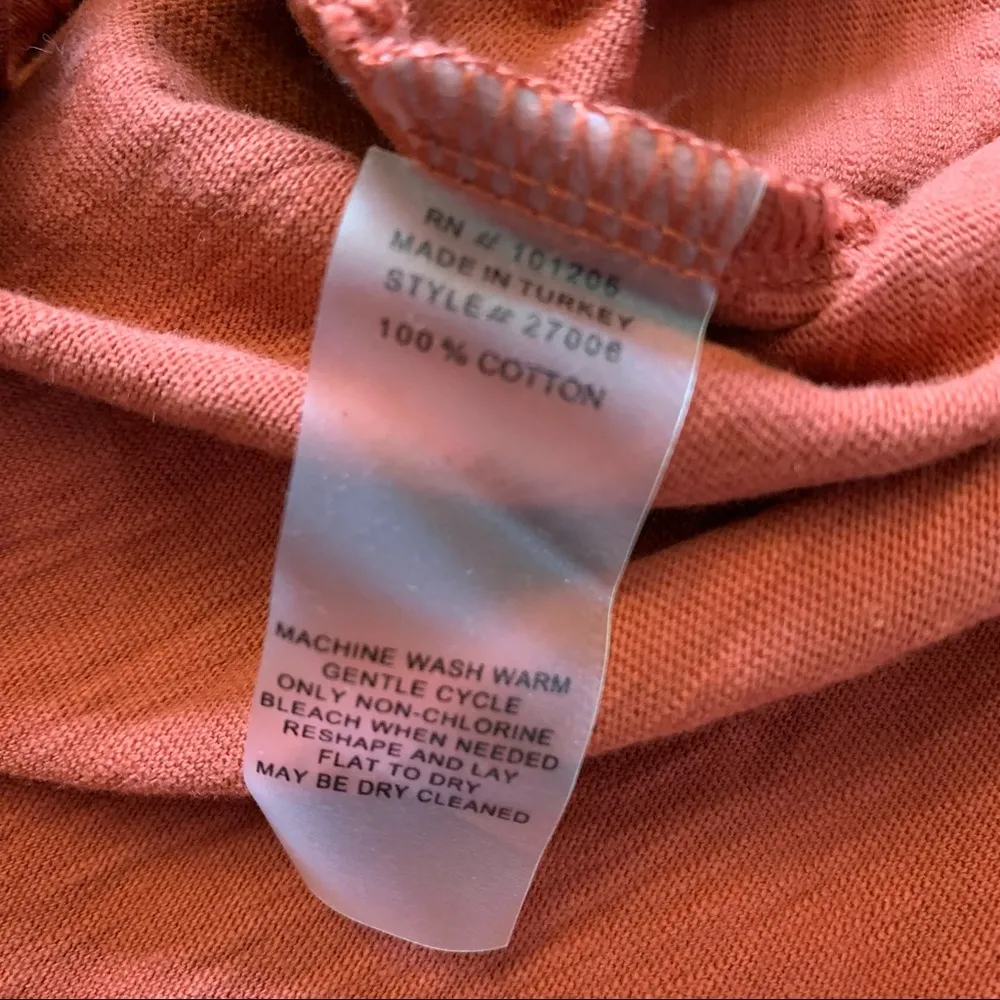 RN # 101206
MADE IN TURKEY
STYLE# 27006
100 % COTTON
MACHINE WASH WARM
GENTLE CYCLE
ONLY NON-CHLORINE
BLEACH WHEN NEEDED
RESHAPE AND LAY
FLAT TO DRY
MAY BE DRY CLEANED